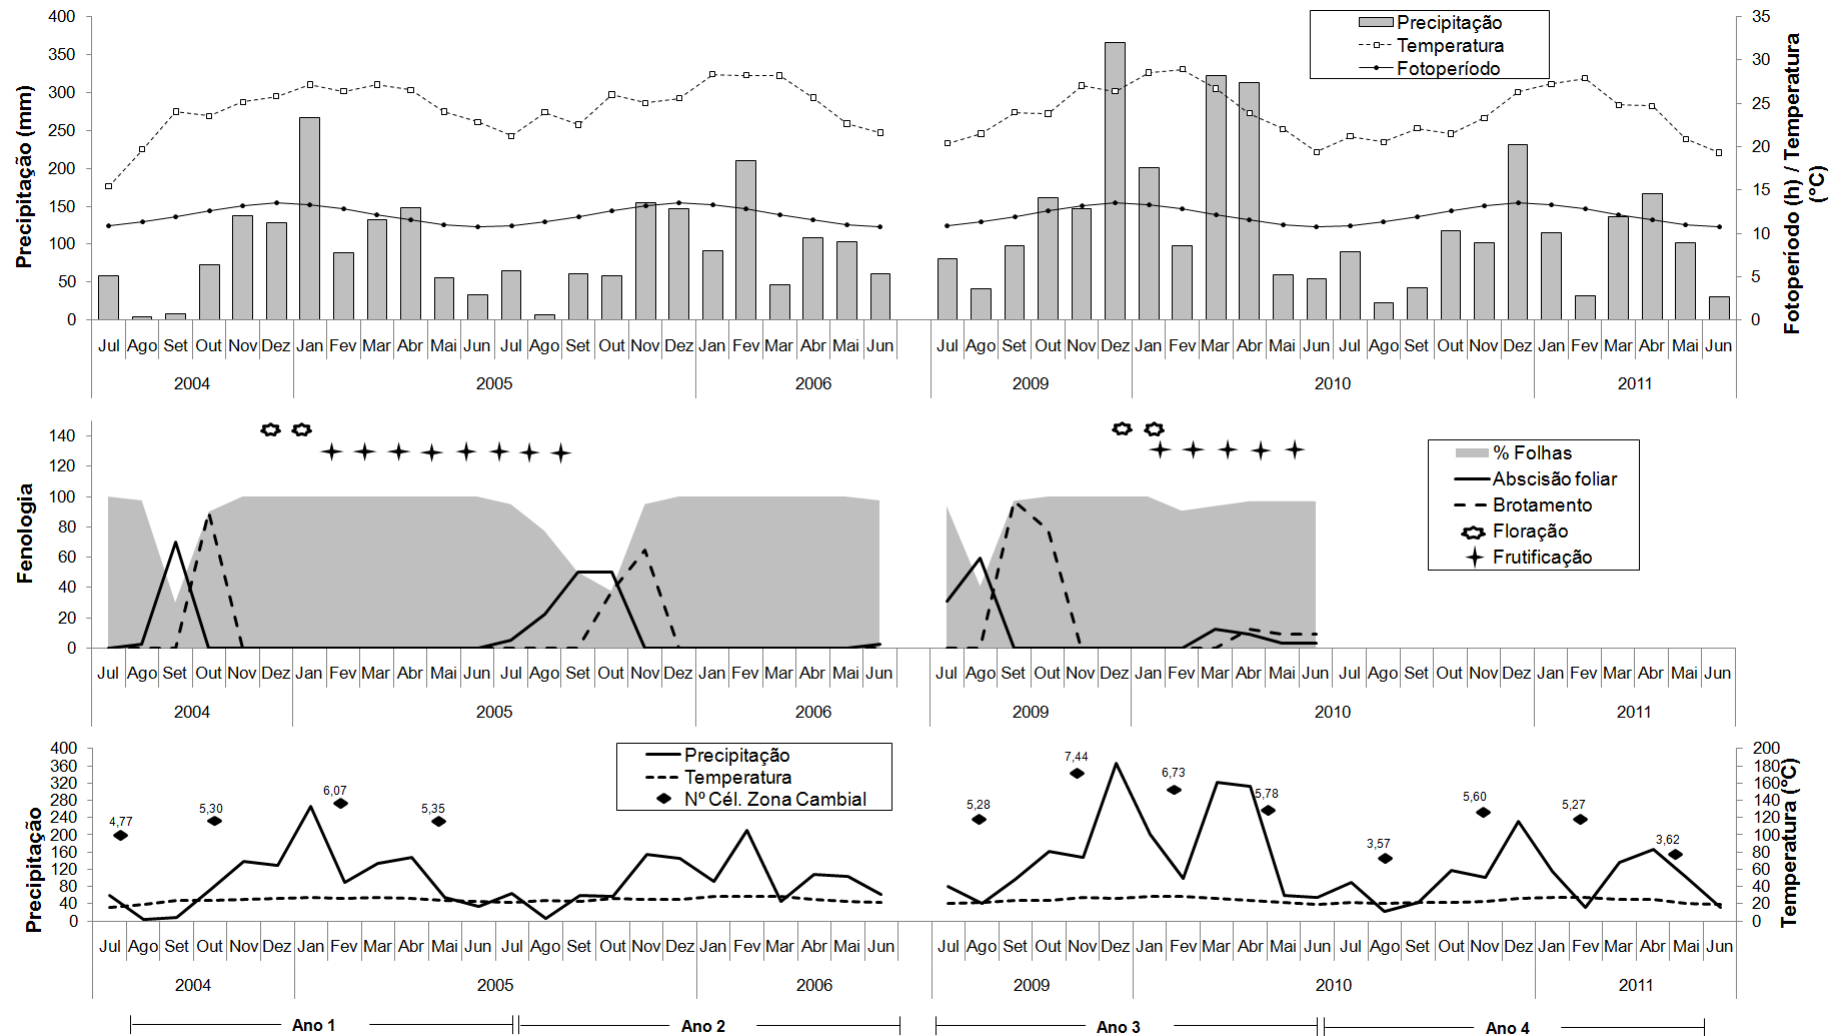 400
350
300
250
200
150
100
50
0
Precipitação (mm)
Precipitação
Temperatura
Fotoperíodo
35
30
25
20
15
10
5
0
Fotoperíodo (h) / Temperatura
(°C)
Jul Ago Set Out Nov Dez Jan Fev Mar Abr Mai Jun Jul Ago Set Out Nov Dez Jan Fev Mar Abr Mai Jun Jul Ago Set Out Nov Dez Jan Fev Mar Abr Mai Jun Jul Ago Set Out Nov Dez Jan Fev Mar Abr Mai Jun
2004 2005 2006 2009 2010 2011
140
120
100
80
60
40
20
0
Fenologia
% Folhas
Abscisão foliar
Brotamento
Floração
Frutificação
Jul Ago Set Out Nov Dez Jan Fev Mar Abr Mai Jun Jul Ago Set Out Nov Dez Jan Fev Mar Abr Mai Jun Jul Ago Set Out Nov Dez Jan Fev Mar Abr Mai Jun Jul Ago Set Out Nov Dez Jan Fev Mar Abr Mai Jun
2004 2005 2006 2009 2010 2011
400
360
320
280
240
200
160
120
80
40
0
Precipitação
Precipitação
Temperatura
Nº Cél. Zona Cambial
4,77
5,30
6,07
5,35
5,28
7,44
6,73
5,78
3,57
5,60
5,27
3,62
200
180
160
140
120
100
80
60
40
20
0
Temperatura (°C)
Jul Ago Set Out Nov Dez Jan Fev Mar Abr Mai Jun Jul Ago Set Out Nov Dez Jan Fev Mar Abr Mai Jun Jul Ago Set Out Nov Dez Jan Fev Mar Abr Mai Jun Jul Ago Set Out Nov Dez Jan Fev Mar Abr Mai Jun
2004 2005 2006 2009 2010 2011
Ano 1 Ano 2 Ano 3 Ano 4